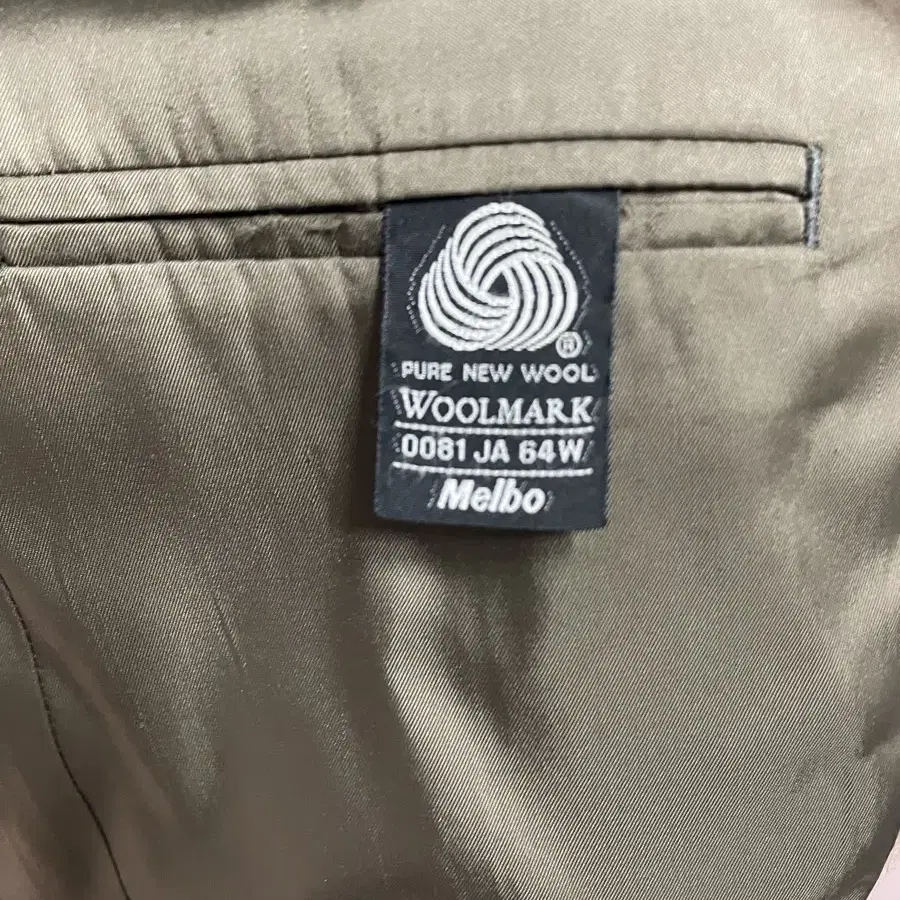 ®
PURE NEW WOOL
WOOLMARK
0081 JA 64W
Melbo